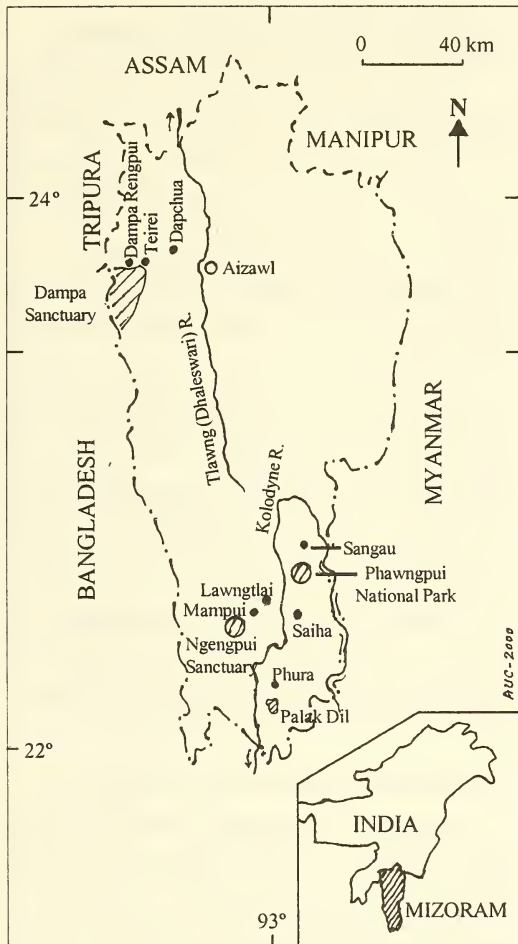 ASSAM
0 40 km
N
MANIPUR
24°
TRIPURA
Dampa Rengpui
Teirei
Dapchua
Aizawl
Dampa
Sanctuary
Tlawng (Dhaleswari) R.
BANGLADESH
MYANMAR
Kolodyne R.
Sangau
Phawngpui
National Park
Lawngtlai
Mampui
Ngengpui
Sanctuary
Saiha
Phura
Palak Dil
22°
AUC-2000
INDIA
MIZORAM
93°